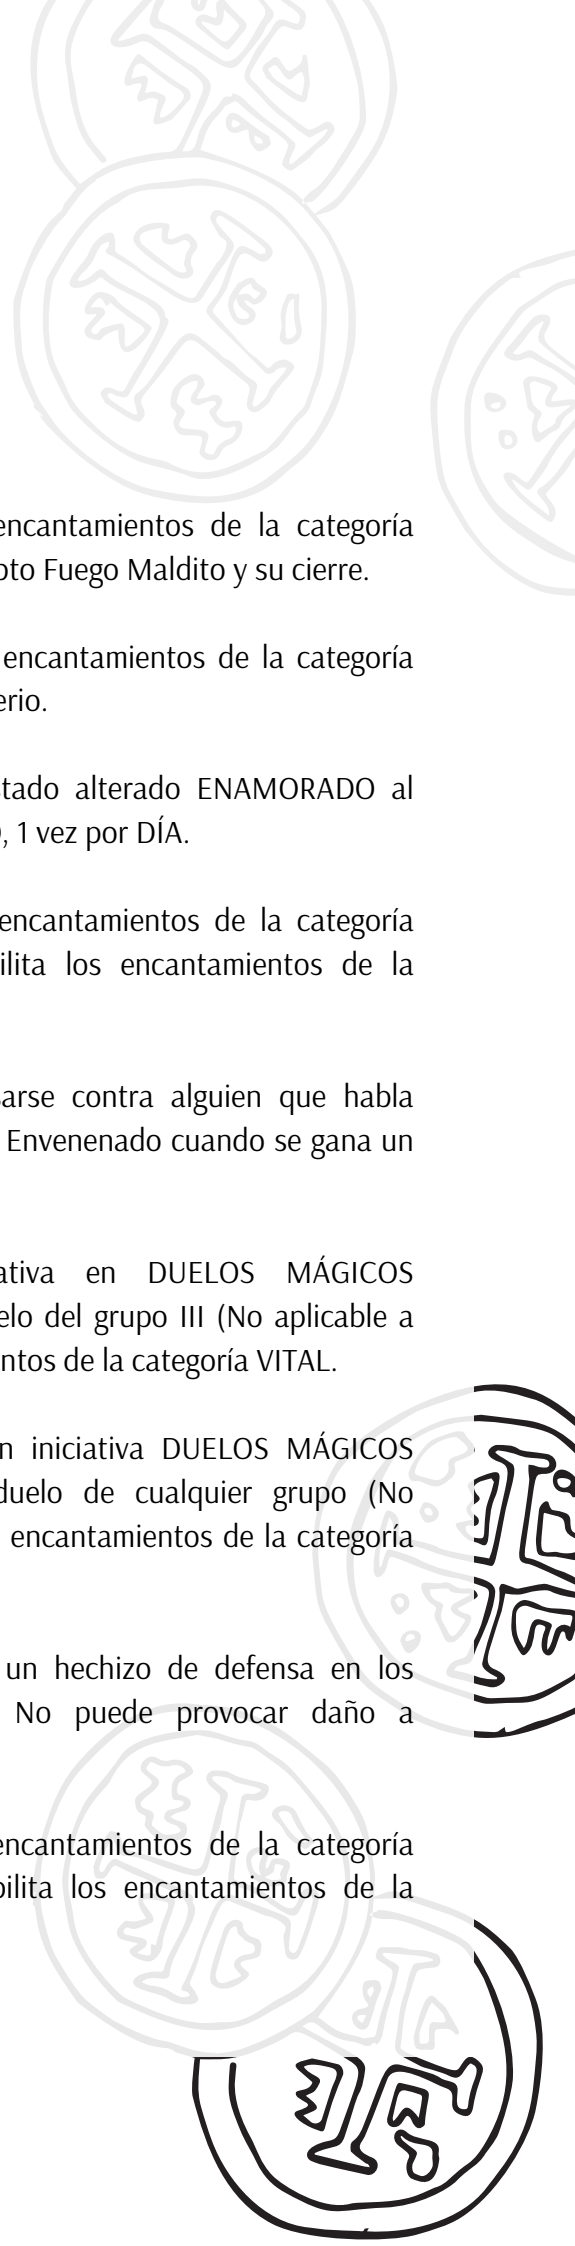 encantamientos de la categoría
pto Fuego Maldito y su cierre.
encantamientos de la categoría
erio.
stado alterado ENAMORADO al
, 1 vez por DÍA.
encantamientos de la categoría
ilita los encantamientos de la
arse contra alguien que habla
Envenenado cuando se gana un
ativa en DUELOS MÁGICOS
elo del grupo III (No aplicable a
ntos de la categoría VITAL.
n iniciativa DUELOS MÁGICOS
duelo de cualquier grupo (No
encantamientos de la categoría
un hechizo de defensa en los
No puede provocar daño a
encantamientos de la categoría
bilita los encantamientos de la